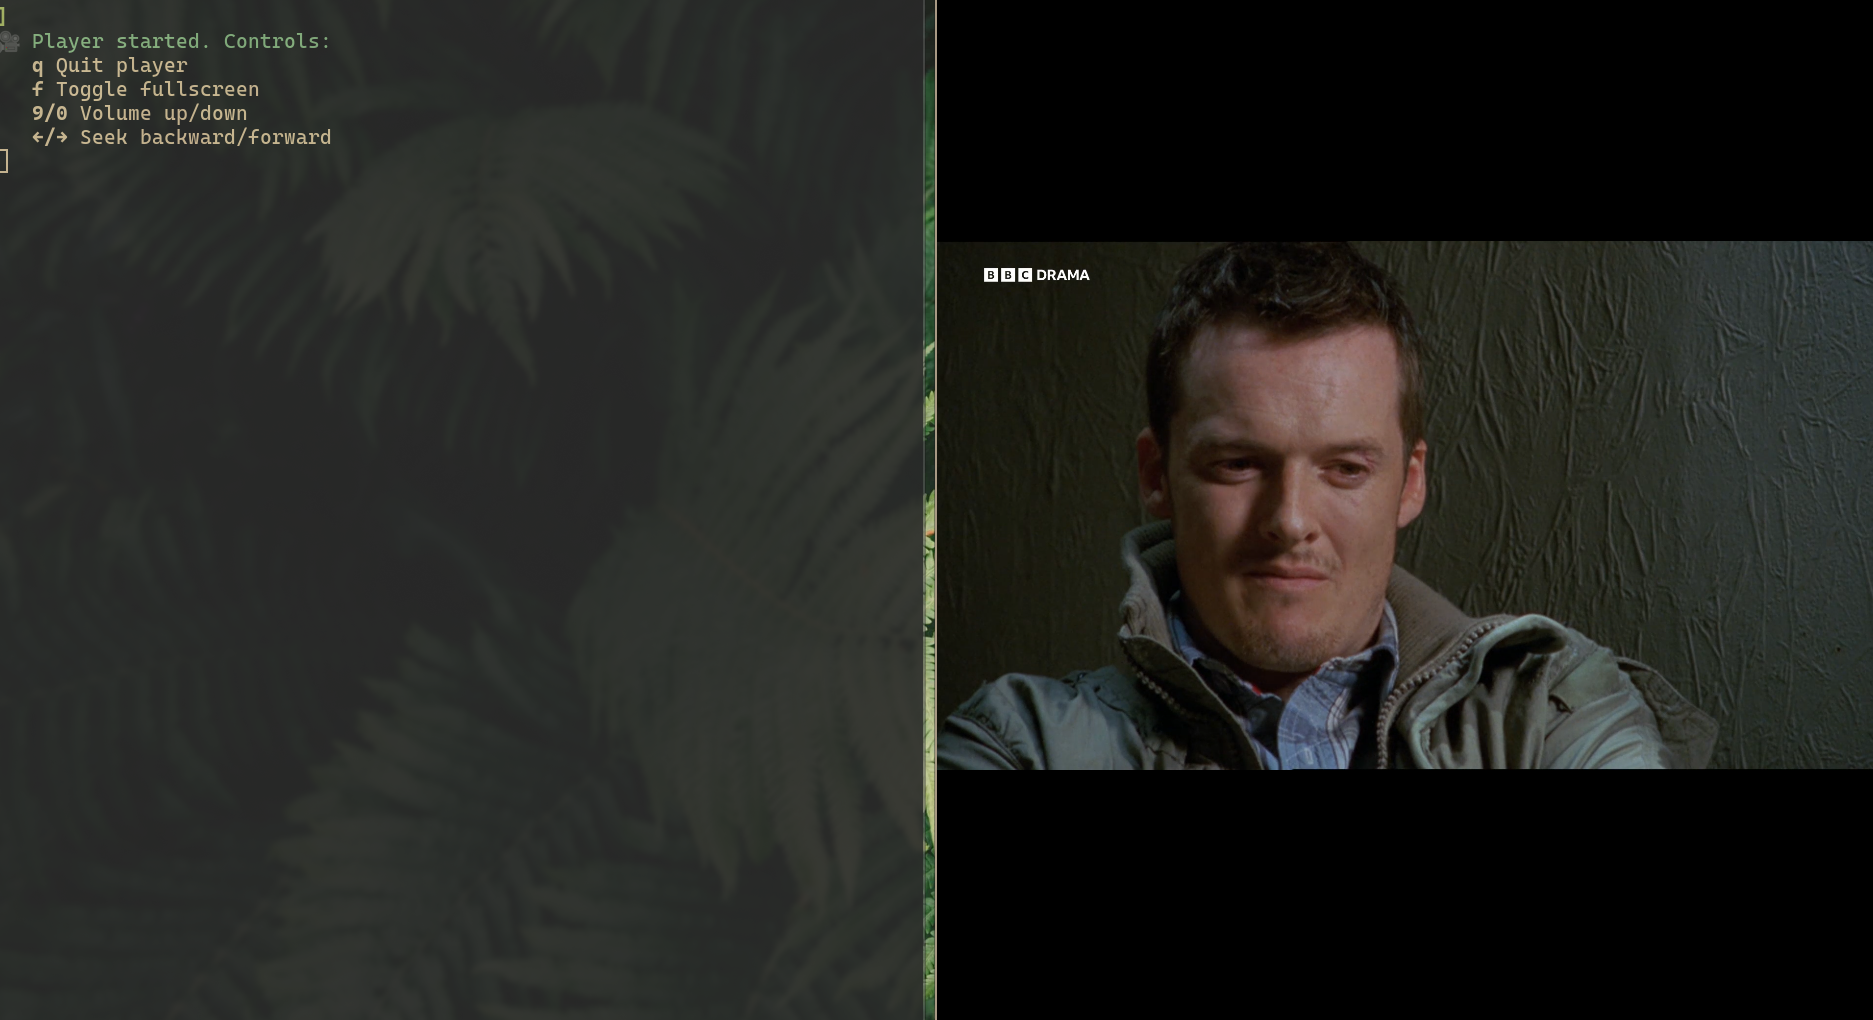 Player started. Controls:
q Quit player
f Toggle fullscreen
9/0 Volume up/down
←/→ Seek backward/forward
BBC DRAMA